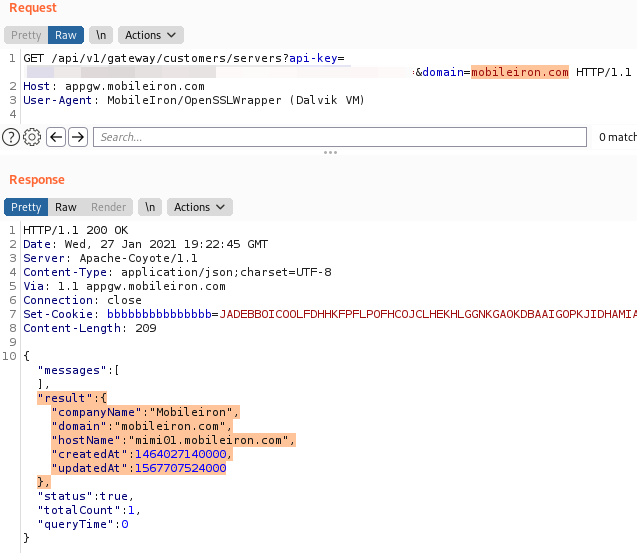 Request
Pretty Raw \n Actions
1 GET /api/v1/gateway/customers/servers?api-key=
&domain=mobileiron.com HTTP/1.1
2 Host: appgw.mobileiron.com
3 User-Agent: MobileIron/OpenSSLWrapper (Dalvik VM)
4
? Search... 0 match
Response
Pretty Raw Render \n Actions
1 HTTP/1.1 200 OK
2 Date: Wed, 27 Jan 2021 19:22:45 GMT
3 Server: Apache-Coyote/1.1
4 Content-Type: application/json;charset=UTF-8
5 Via: 1.1 appgw.mobileiron.com
6 Connection: close
7 Set-Cookie: bbbbbbbbbbbbbbb=JADEBBOICOOLFDHHKFPFLPOFHCOJCLHEKHLGGNKGAOKDBAAIGOPKJIDHAMIA
8 Content-Length: 209
9
10 {
"messages":[
],
"result":{
"companyName":"Mobileiron",
"domain":"mobileiron.com",
"hostName":"mimi01.mobileiron.com",
"createdAt":1464027140000,
"updatedAt":1567707524000
},
"status":true,
"totalCount":1,
"queryTime":0
}